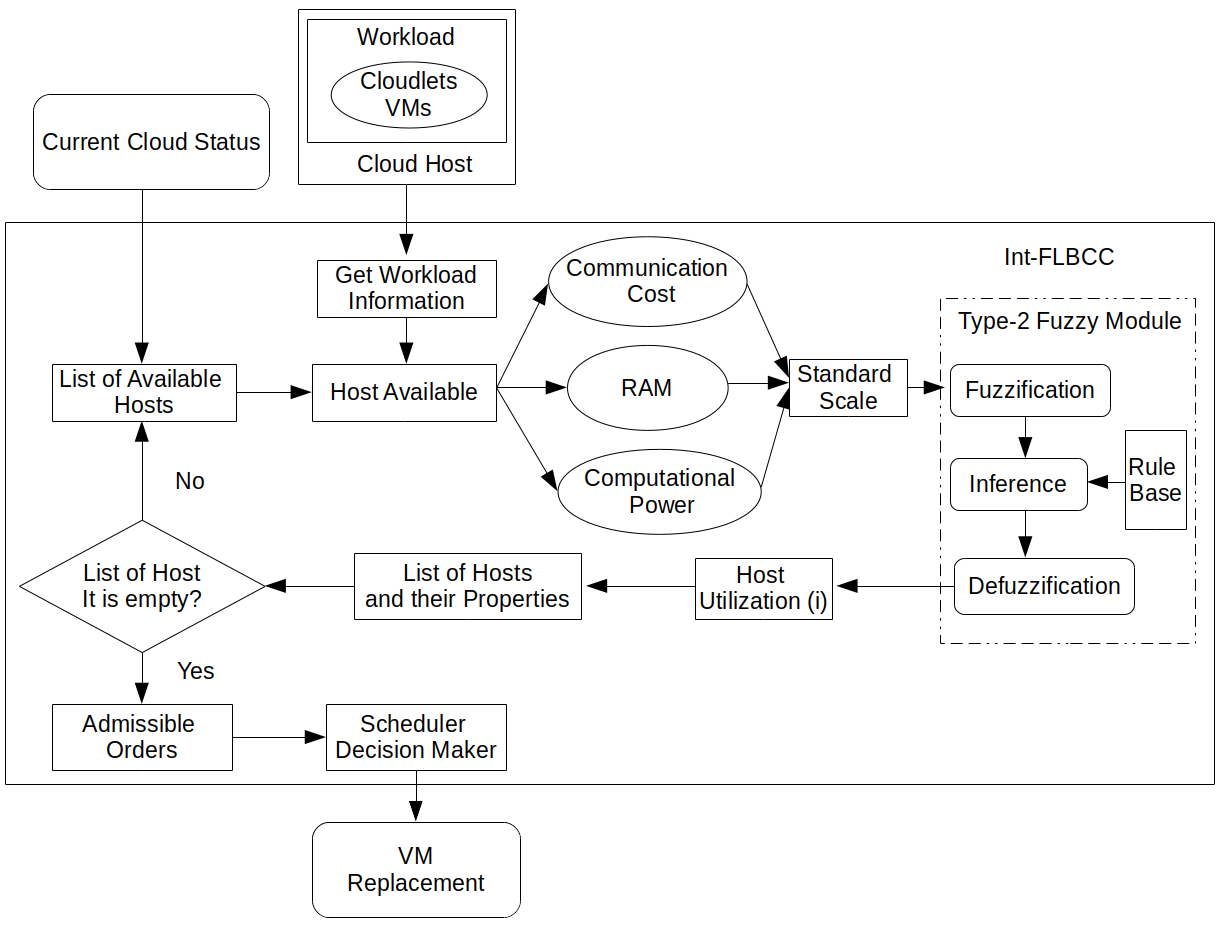 Workload
Cloudlets
VMs
Cloud Host
Current Cloud Status
Int-FLBCC
Get Workload
Information
List of Available
Hosts
Host Available
Communication
Cost
RAM
Computational
Power
Standard
Scale
Type-2 Fuzzy Module
Fuzzification
Inference
Rule
Base
Defuzzification
Host
Utilization (i)
List of Hosts
and their Properties
List of Host
It is empty?
No
Yes
Admissible
Orders
Scheduler
Decision Maker
VM
Replacement